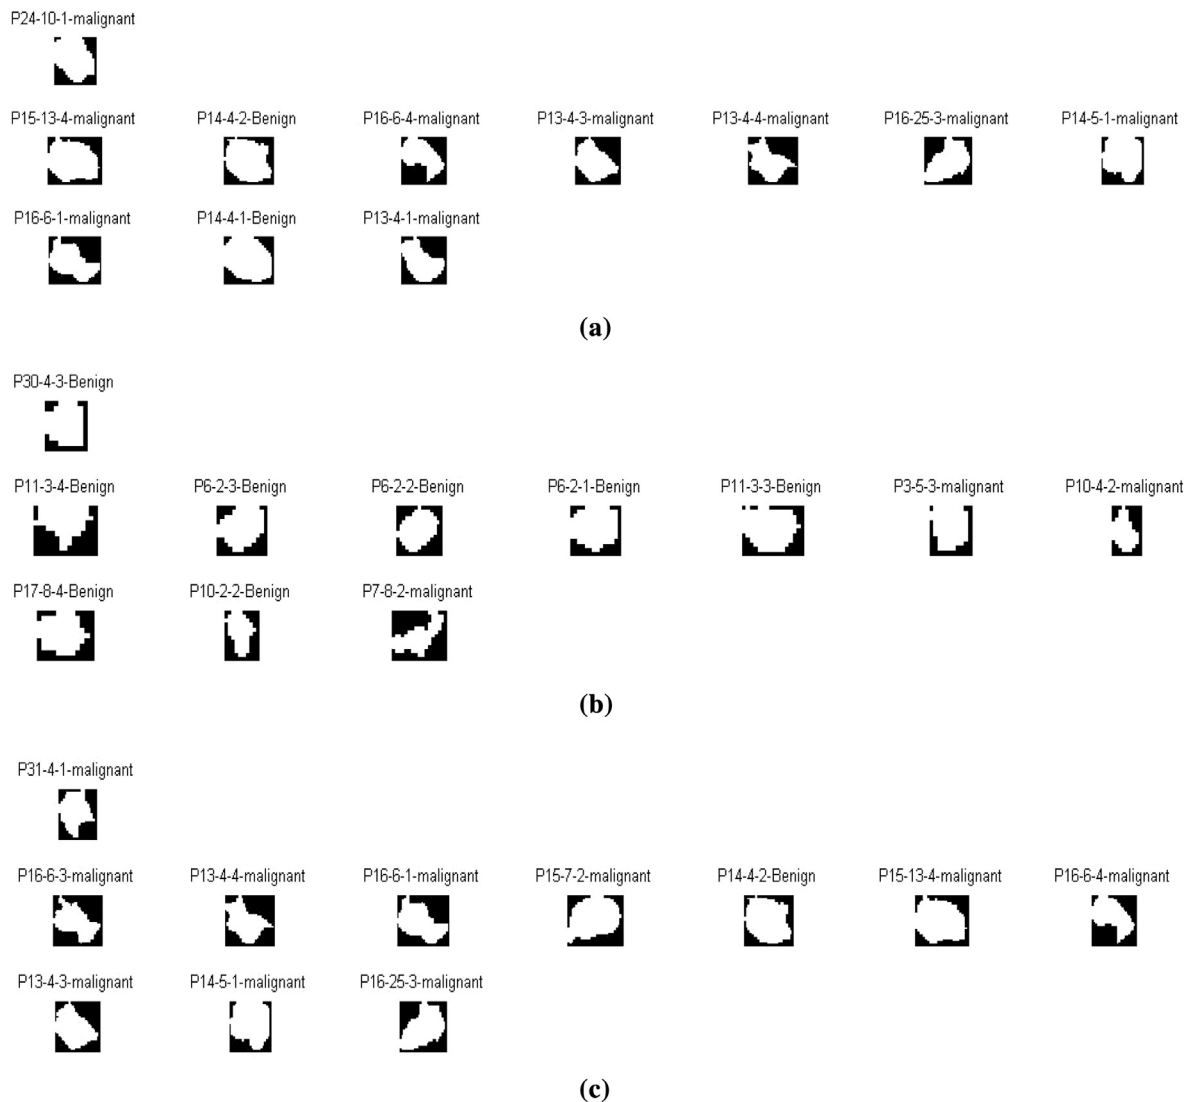 P24-10-1-malignant
P15-13-4-malignant P14-4-2-Benign P16-6-4-malignant P13-4-3-malignant P13-4-4-malignant P16-25-3-malignant P14-5-1-malignant
P16-6-1-malignant P14-4-1-Benign P13-4-1-malignant
(a)
P30-4-3-Benign
P11-3-4-Benign P6-2-3-Benign P6-2-2-Benign P6-2-1-Benign P11-3-3-Benign P3-5-3-malignant P10-4-2-malignant
P17-8-4-Benign P10-2-2-Benign P7-8-2-malignant
(b)
P31-4-1-malignant
P16-6-3-malignant P13-4-4-malignant P16-6-1-malignant P15-7-2-malignant P14-4-2-Benign P15-13-4-malignant P16-6-4-malignant
P13-4-3-malignant P14-5-1-malignant P16-25-3-malignant
(c)